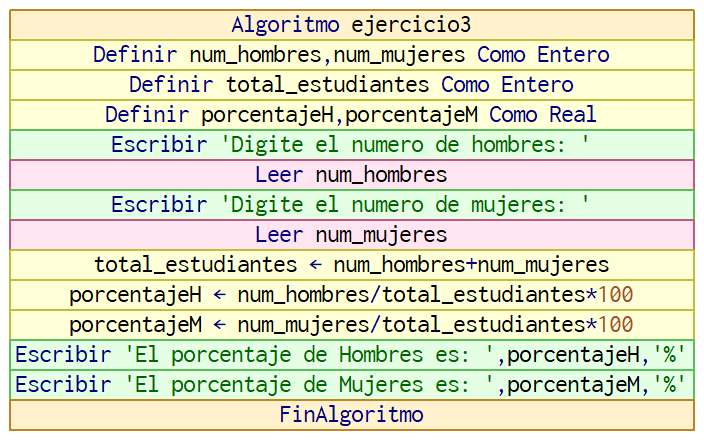 Algoritmo ejercicio3
Definir num_hombres,num_mujeres Como Entero
Definir total_estudiantes Como Entero
Definir porcentajeH,porcentajeM Como Real
Escribir 'Digite el numero de hombres: '
Leer num_hombres
Escribir 'Digite el numero de mujeres: '
Leer num_mujeres
total_estudiantes ← num_hombres+num_mujeres
porcentajeH ← num_hombres/total_estudiantes*100
porcentajeM ← num_mujeres/total_estudiantes*100
Escribir 'El porcentaje de Hombres es: ',porcentajeH,'%'
Escribir 'El porcentaje de Mujeres es: ',porcentajeM,'%'
FinAlgoritmo